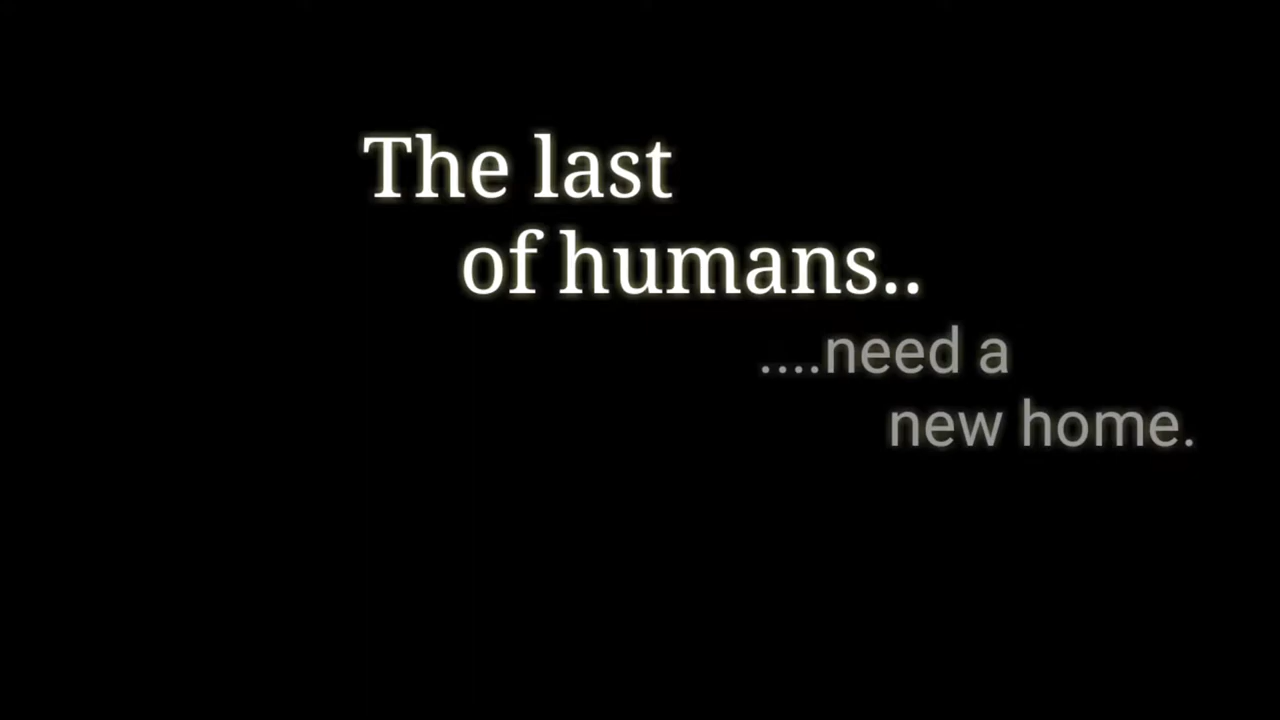 The last
of humans..
....need a
new home.